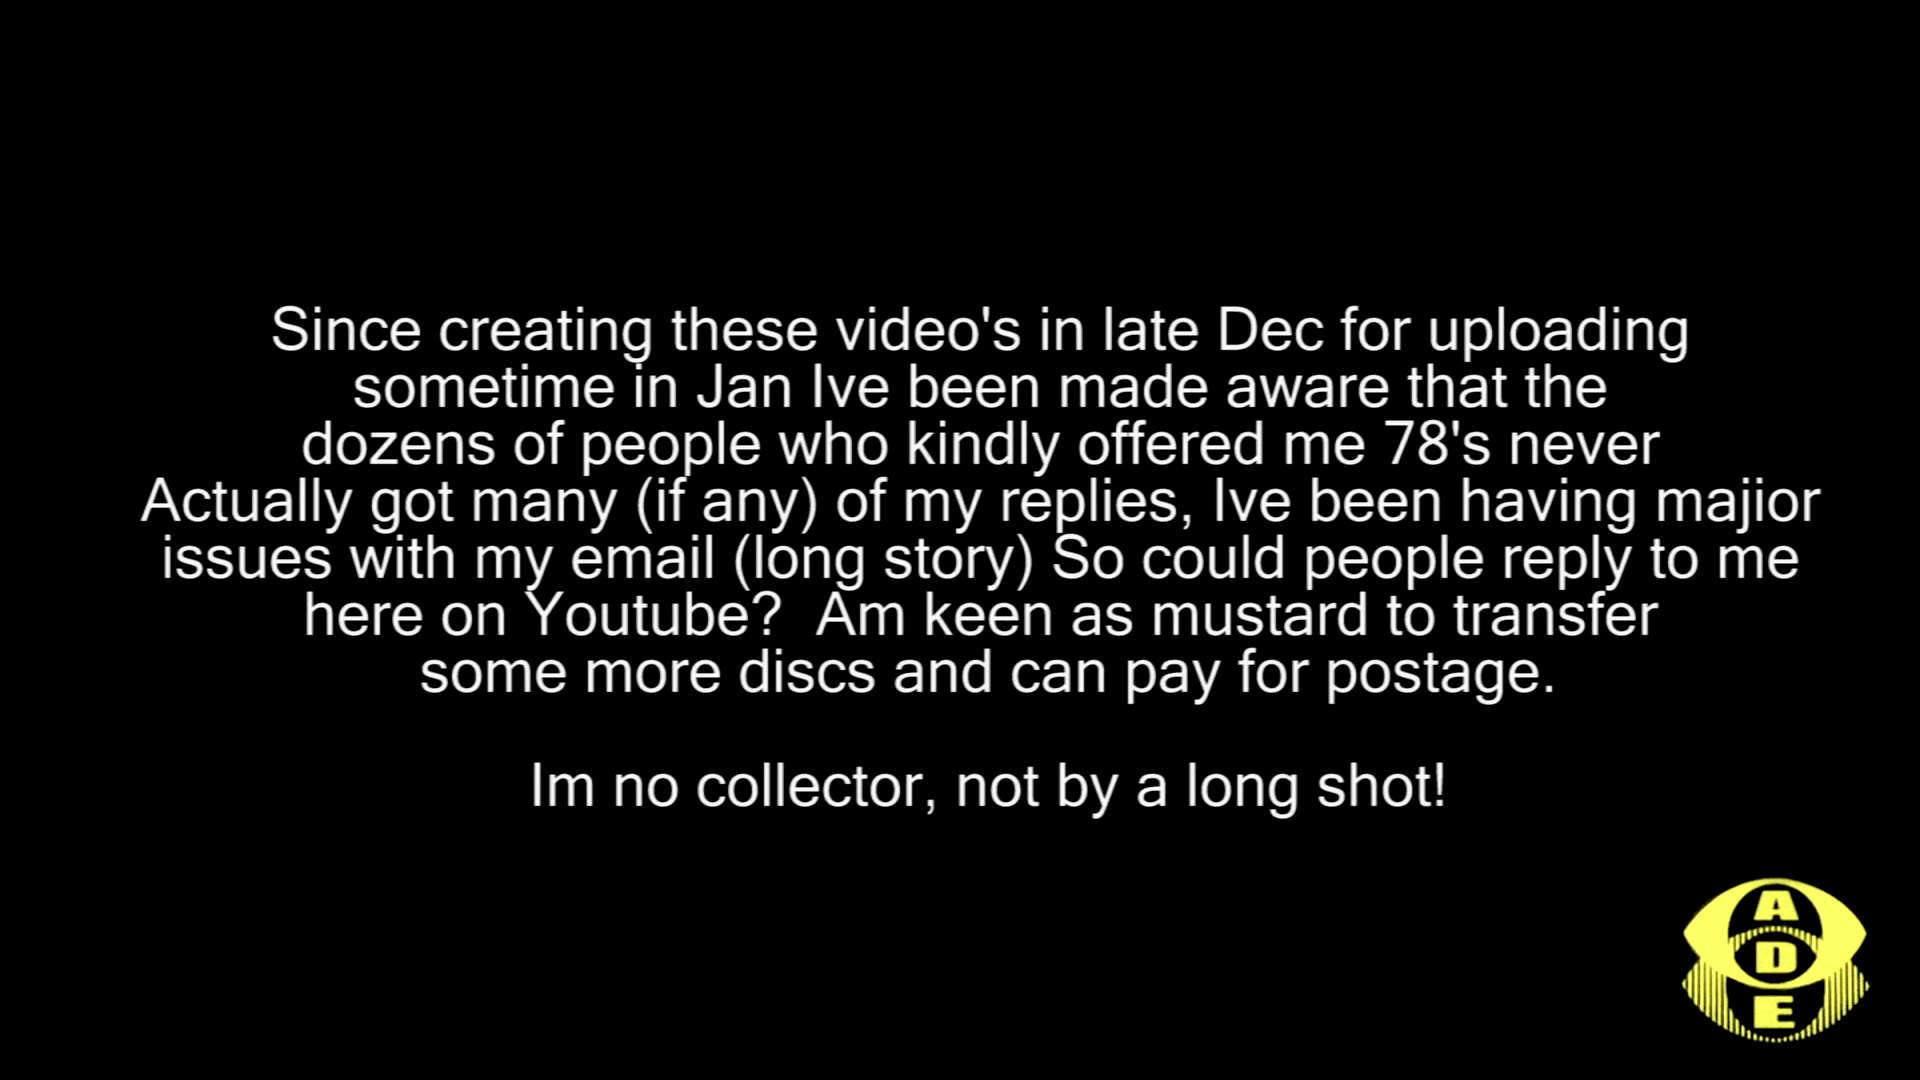 Since creating these video's in late Dec for uploading
sometime in Jan Ive been made aware that the
dozens of people who kindly offered me 78's never
Actually got many (if any) of my replies, Ive been having majior
issues with my email (long story) So could people reply to me
here on Youtube?  Am keen as mustard to transfer
some more discs and can pay for postage.
Im no collector, not by a long shot!
A
D
E